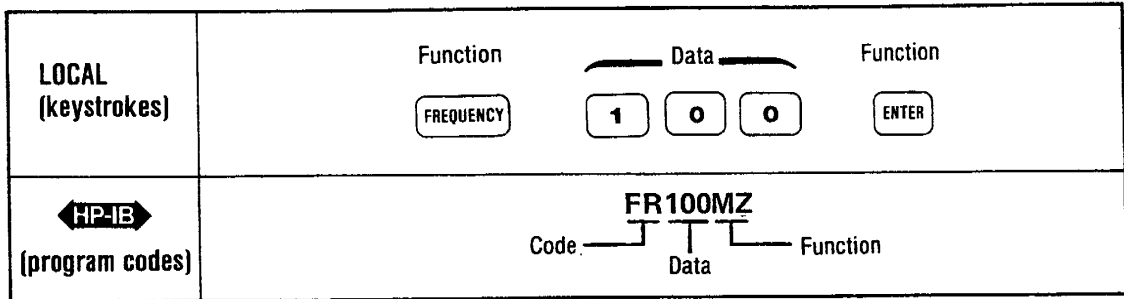 LOCAL
(keystrokes)
Function Data Function
FREQUENCY 1 0 0 ENTER
HP-IB
(program codes)
FR100MZ
Code Function
Data